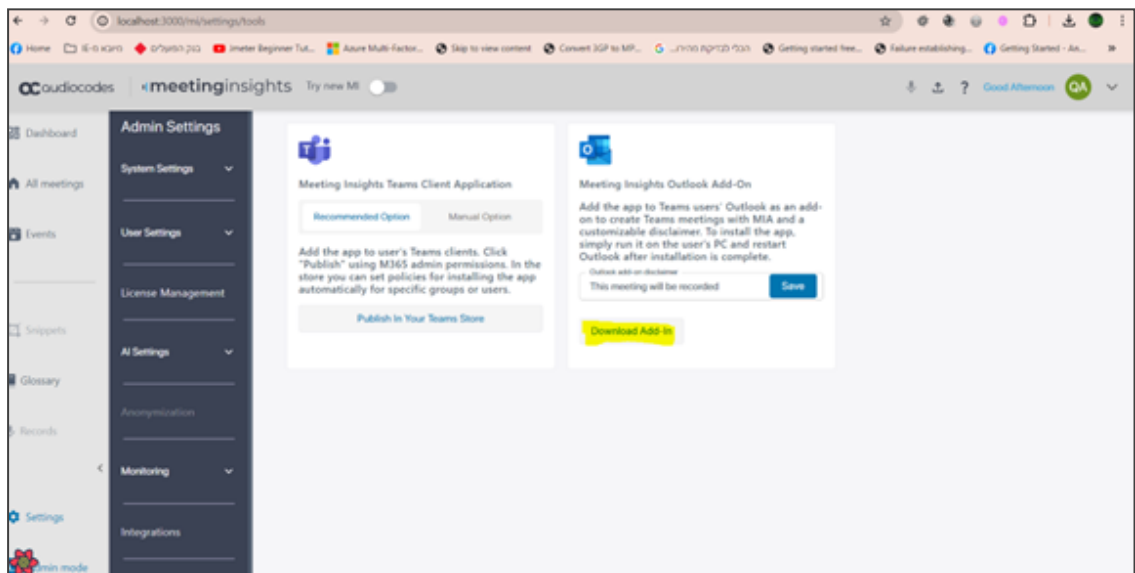 localhost:3000/mi/settings/tools
Home
Imeter Beginner Tut...
Azure Multi-Factor...
Skip to view content
Convert 3GP to MP...
Getting started free...
Failure establishing...
Getting Started - An...
audiocodes
meetinginsights
Try new MI
?
Good Afternoon
QA
Dashboard
All meetings
Events
Snippets
Glossary
Records
Settings
min mode
Admin Settings
System Settings
User Settings
License Management
AI Settings
Anonymization
Monitoring
Integrations
Meeting Insights Teams Client Application
Recommended Option
Manual Option
Add the app to user's Teams clients. Click
"Publish" using M365 admin permissions. In the
store you can set policies for installing the app
automatically for specific groups or users.
Publish In Your Teams Store
Meeting Insights Outlook Add-On
Add the app to Teams users' Outlook as an add-
on to create Teams meetings with MIA and a
customizable disclaimer. To install the app,
simply run it on the user's PC and restart
Outlook after installation is complete.
Outlook add-on disclaimer
This meeting will be recorded
Save
Download Add-In